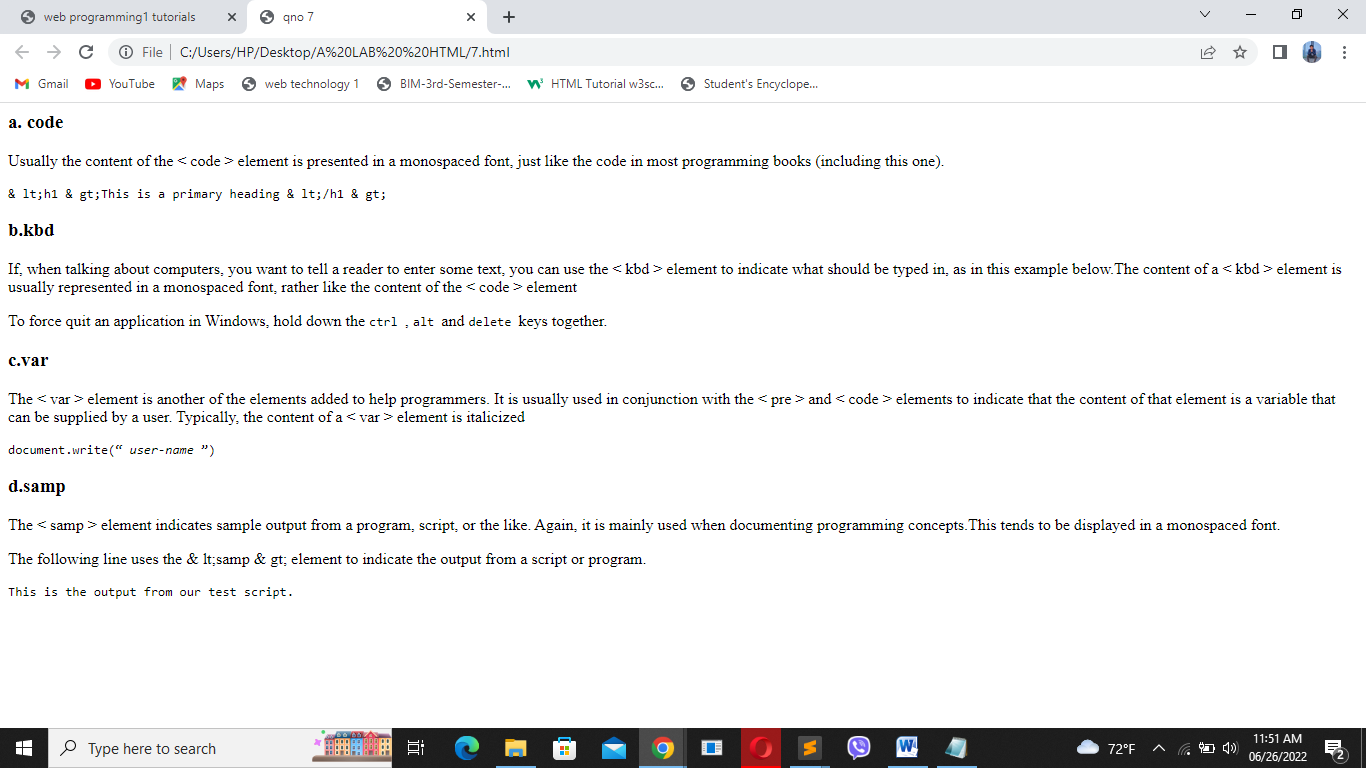 web programming1 tutorials
qno 7
File
C:/Users/HP/Desktop/A%20LAB%20%20HTML/7.html
Gmail
YouTube
Maps
web technology 1
BIM-3rd-Semester-...
HTML Tutorial w3sc...
Student's Encyclope...
a. code
Usually the content of the < code > element is presented in a monospaced font, just like the code in most programming books (including this one).
& lt;h1 & gt;This is a primary heading & lt;/h1 & gt;
b.kbd
If, when talking about computers, you want to tell a reader to enter some text, you can use the < kbd > element to indicate what should be typed in, as in this example below.The content of a < kbd > element is
usually represented in a monospaced font, rather like the content of the < code > element
To force quit an application in Windows, hold down the ctrl , alt and delete keys together.
c.var
The < var > element is another of the elements added to help programmers. It is usually used in conjunction with the < pre > and < code > elements to indicate that the content of that element is a variable that
can be supplied by a user. Typically, the content of a < var > element is italicized
document.write(“ user-name ”)
d.samp
The < samp > element indicates sample output from a program, script, or the like. Again, it is mainly used when documenting programming concepts.This tends to be displayed in a monospaced font.
The following line uses the & lt;samp & gt; element to indicate the output from a script or program.
This is the output from our test script.
Type here to search
72°F
11:51 AM
06/26/2022
2